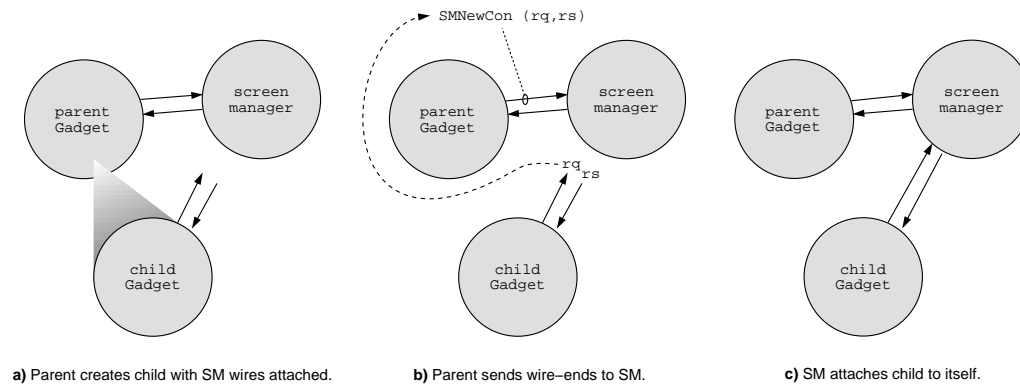 SMNewCon (rq,rs)
parent
Gadget
screen
manager
child
Gadget
a) Parent creates child with SM wires attached.
parent
Gadget
screen
manager
rq
rs
child
Gadget
b) Parent sends wire–ends to SM.
parent
Gadget
screen
manager
child
Gadget
c) SM attaches child to itself.